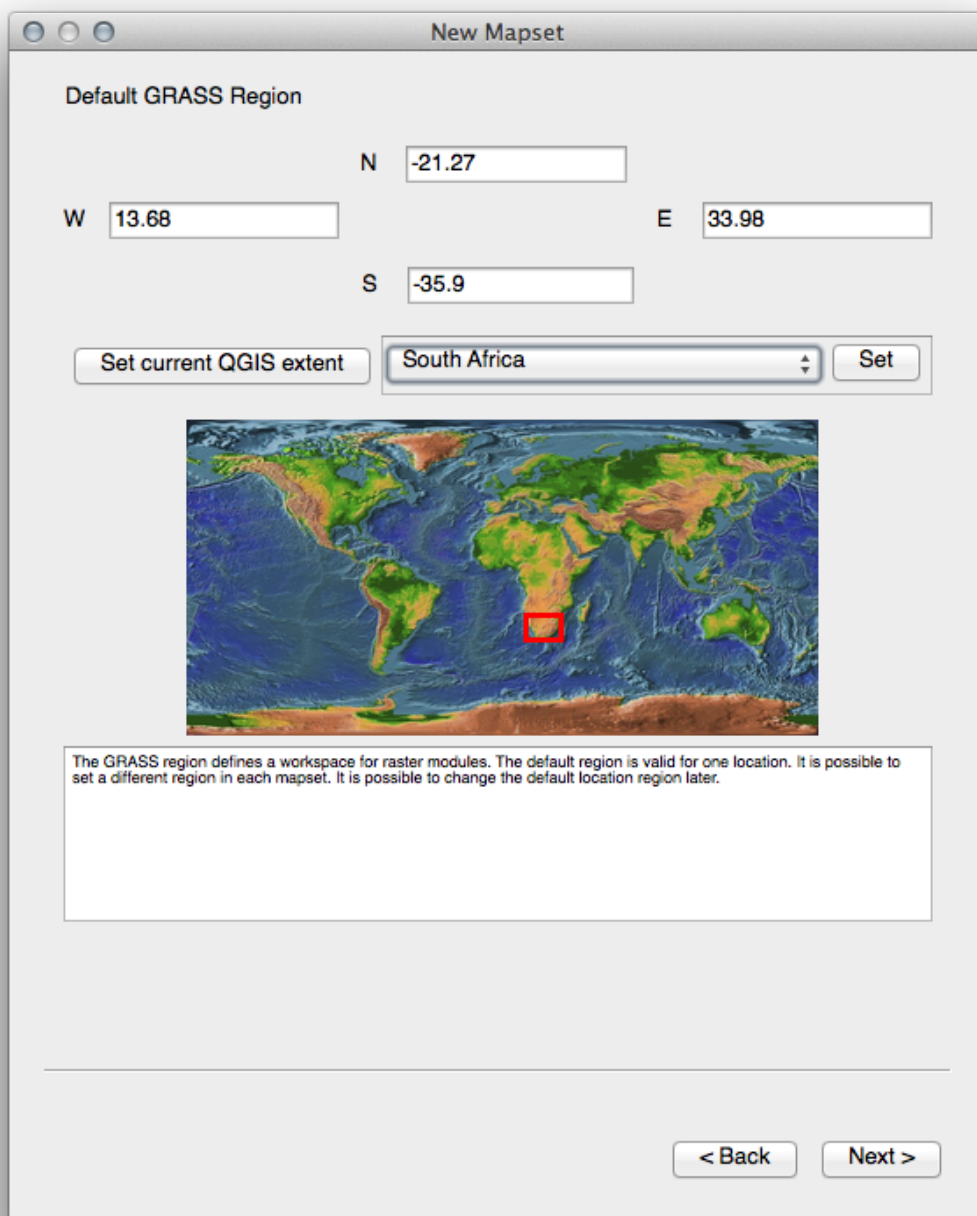 New Mapset
Default GRASS Region
N -21.27
W 13.68 E 33.98
S -35.9
Set current QGIS extent South Africa Set
The GRASS region defines a workspace for raster modules. The default region is valid for one location. It is possible to
set a different region in each mapset. It is possible to change the default location region later.
< Back Next >